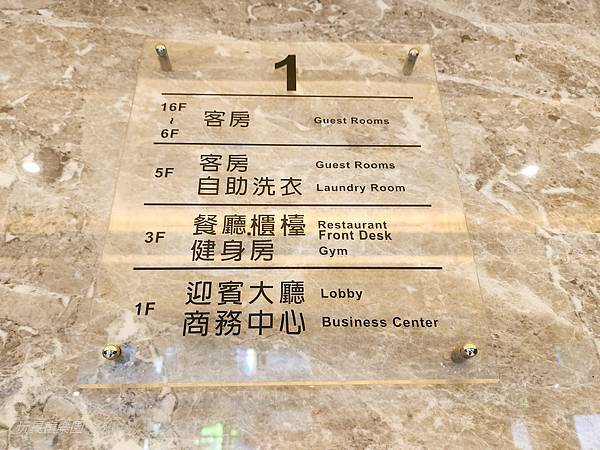 1
16F
~
6F
客房 Guest Rooms
5F
客房 Guest Rooms
自助洗衣 Laundry Room
3F
餐廳.櫃檯 Restaurant
Front Desk
健身房 Gym
1F
迎賓大廳 Lobby
商務中心 Business Center